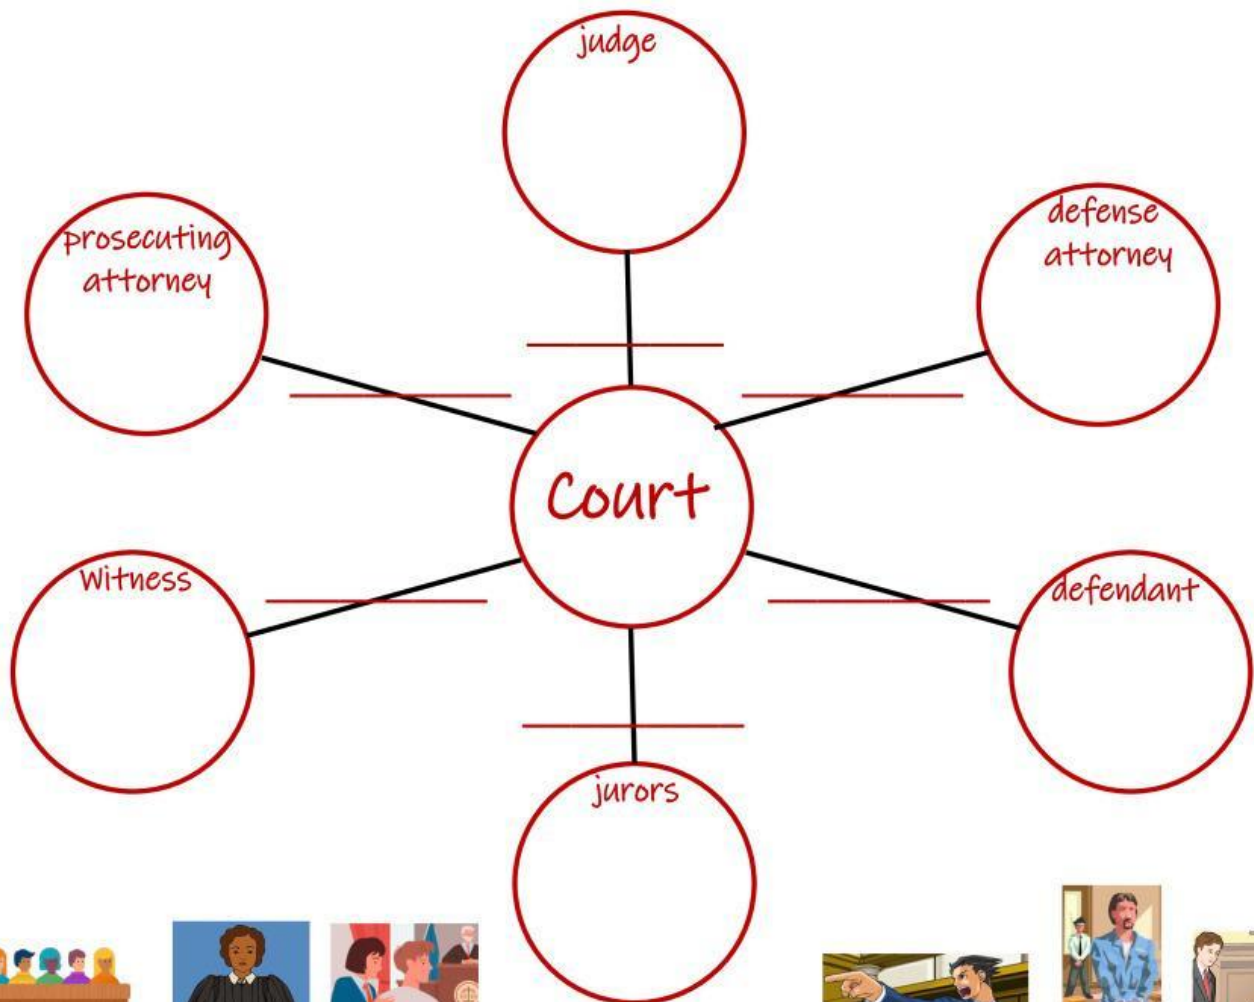 judge
prosecuting
attorney
defense
attorney
Court
Witness
defendant
jurors